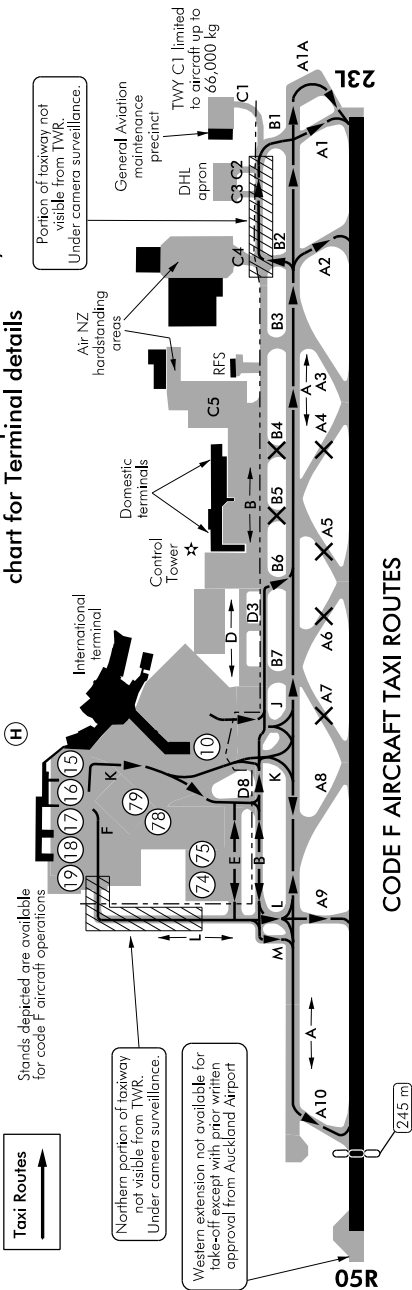 chart for Terminal details
Taxi Routes
Stands depicted are available
for code F aircraft operations
H
International
terminal
Control
Tower
Domestic
terminals
Air NZ
hardstanding
areas
Portion of taxiway not
visible from TWR.
Under camera surveillance.
General Aviation
maintenance
precinct
TWY C1 limited
to aircraft up to
66,000 kg
DHL
apron
RFS
Northern portion of taxiway
not visible from TWR.
Under camera surveillance.
Western extension not available for
take-off except with prior written
approval from Auckland Airport
19
18
17
16
15
F
K
79
78
10
74
75
L
E
B
D8
D
D3
B
C5
C4
C3
C2
C1
M
L
K
J
B7
B6
B5
B4
B3
B2
B1
A1A
A
A
A10
A9
A8
A7
A6
A5
A4
A3
A2
A1
05R
23L
245 m
CODE F AIRCRAFT TAXI ROUTES